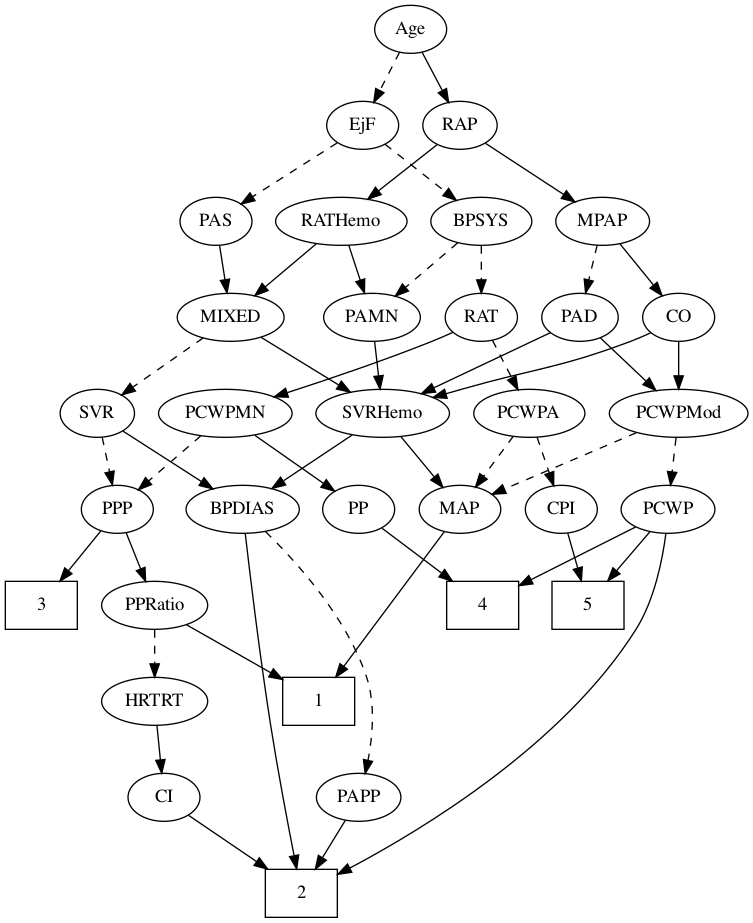 Age
EjF
RAP
PAS
RATHemo
BPSYS
MPAP
MIXED
PAMN
RAT
PAD
CO
SVR
PCWPMN
SVRHemo
PCWPA
PCWPMod
PPP
BPDIAS
PP
MAP
CPI
PCWP
3
PPRatio
4
5
HRTRT
1
CI
PAPP
2